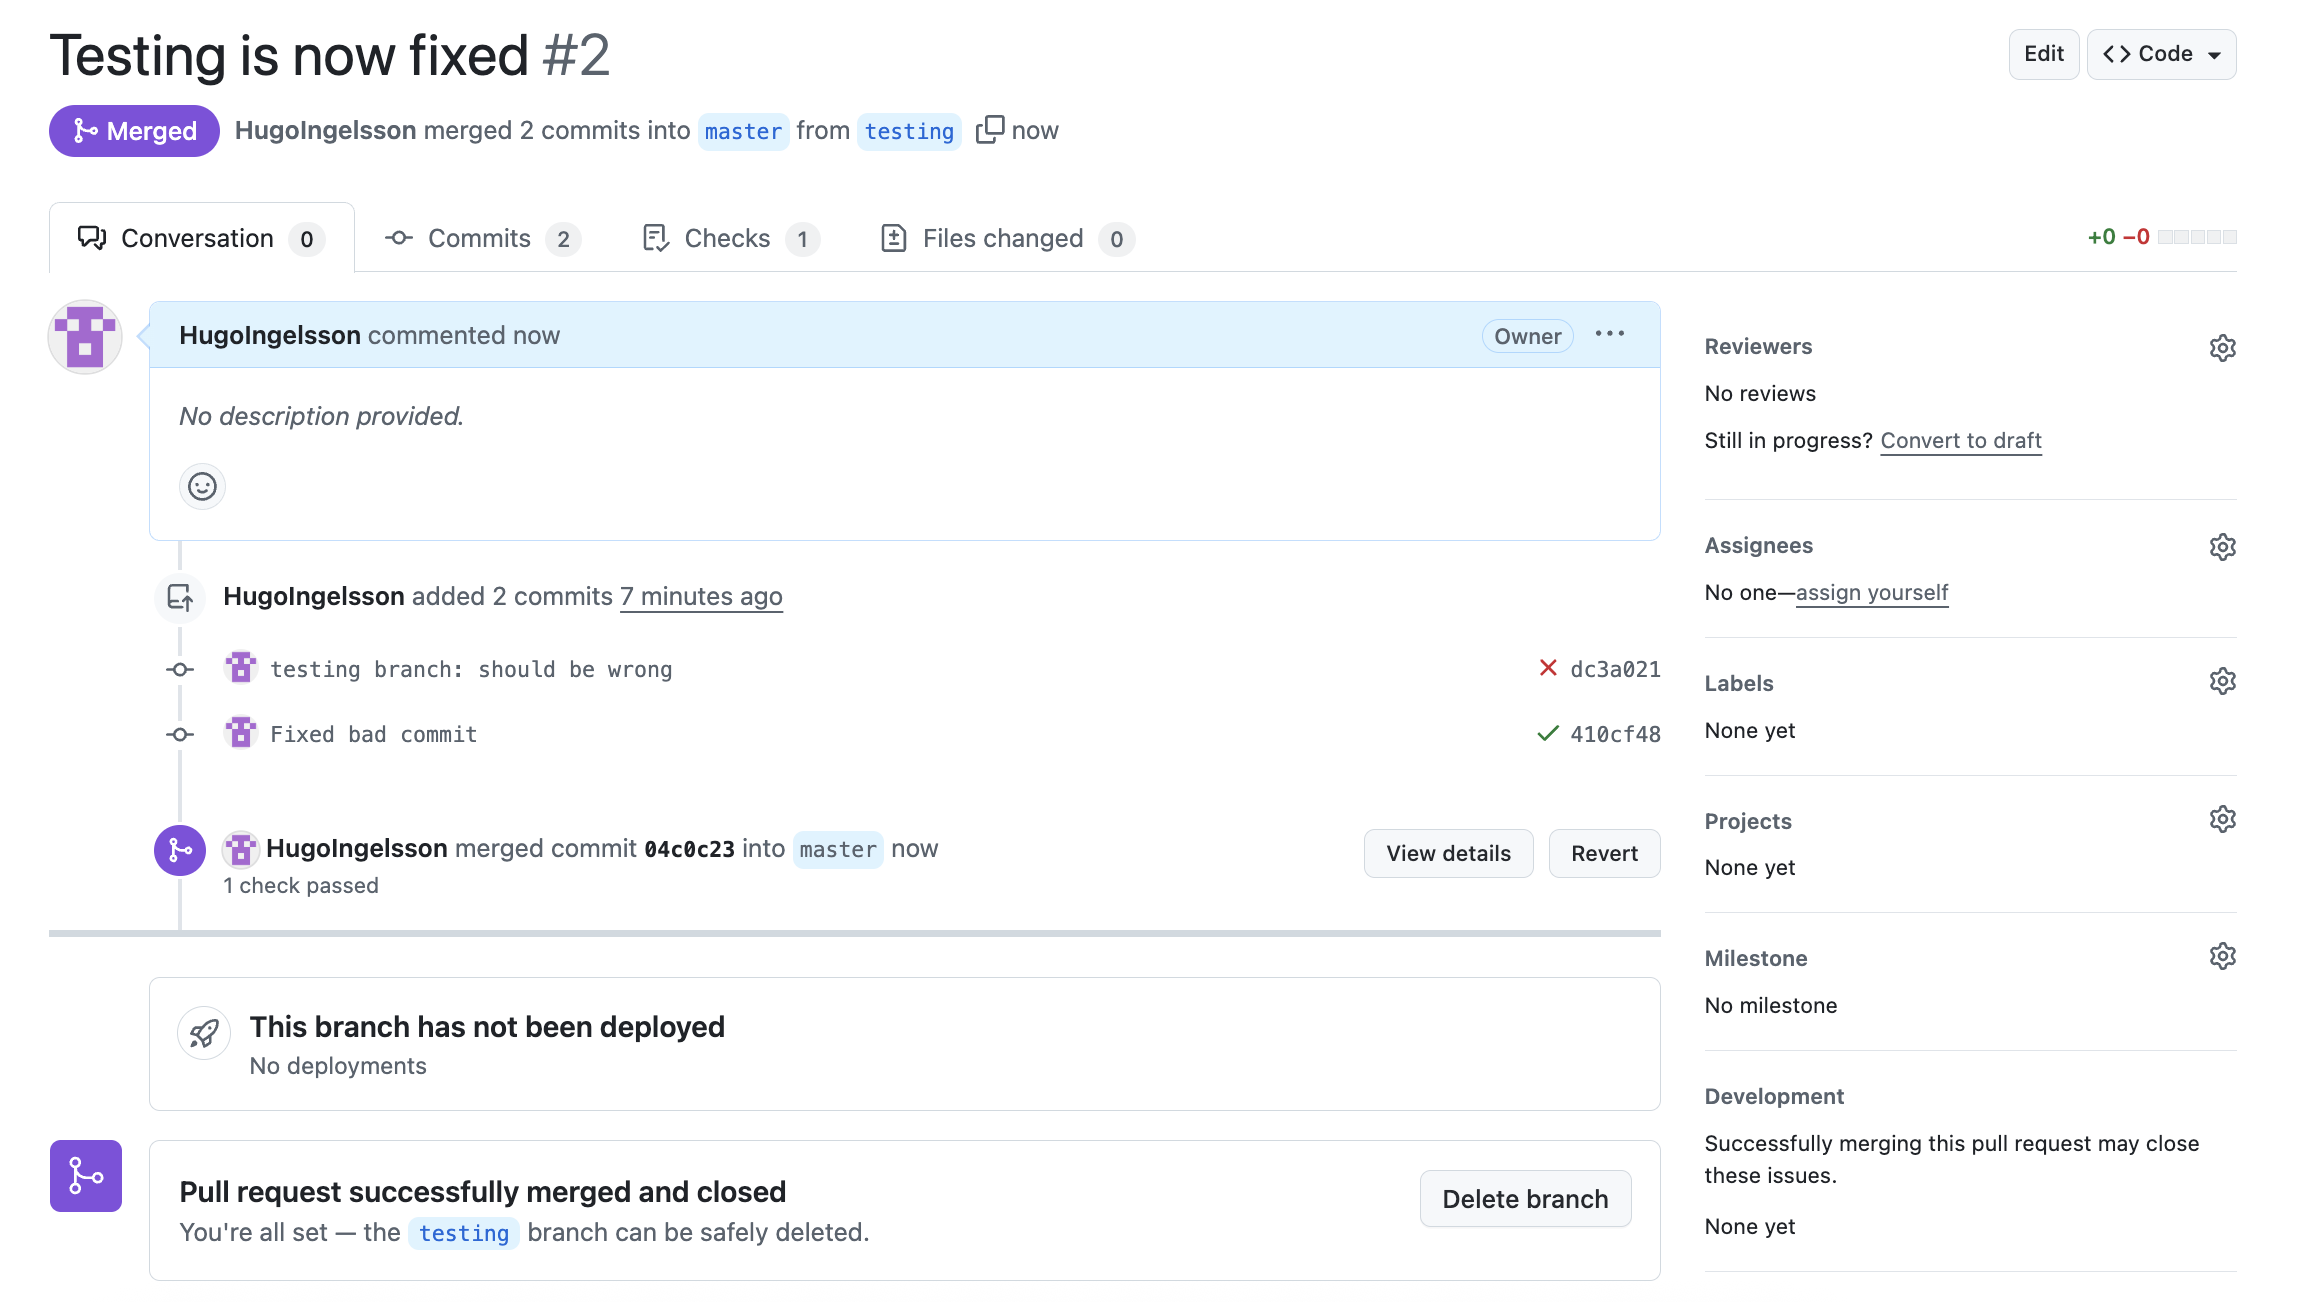 Testing is now fixed #2
Edit
Code
Merged
HugoIngelsson merged 2 commits into master from testing now
Conversation 0
Commits 2
Checks 1
Files changed 0
+0 −0
HugoIngelsson commented now
Owner
No description provided.
HugoIngelsson added 2 commits 7 minutes ago
testing branch: should be wrong
dc3a021
Fixed bad commit
410cf48
HugoIngelsson merged commit 04c0c23 into master now
1 check passed
View details
Revert
This branch has not been deployed
No deployments
Pull request successfully merged and closed
You're all set — the testing branch can be safely deleted.
Delete branch
Reviewers
No reviews
Still in progress? Convert to draft
Assignees
No one—assign yourself
Labels
None yet
Projects
None yet
Milestone
No milestone
Development
Successfully merging this pull request may close
these issues.
None yet